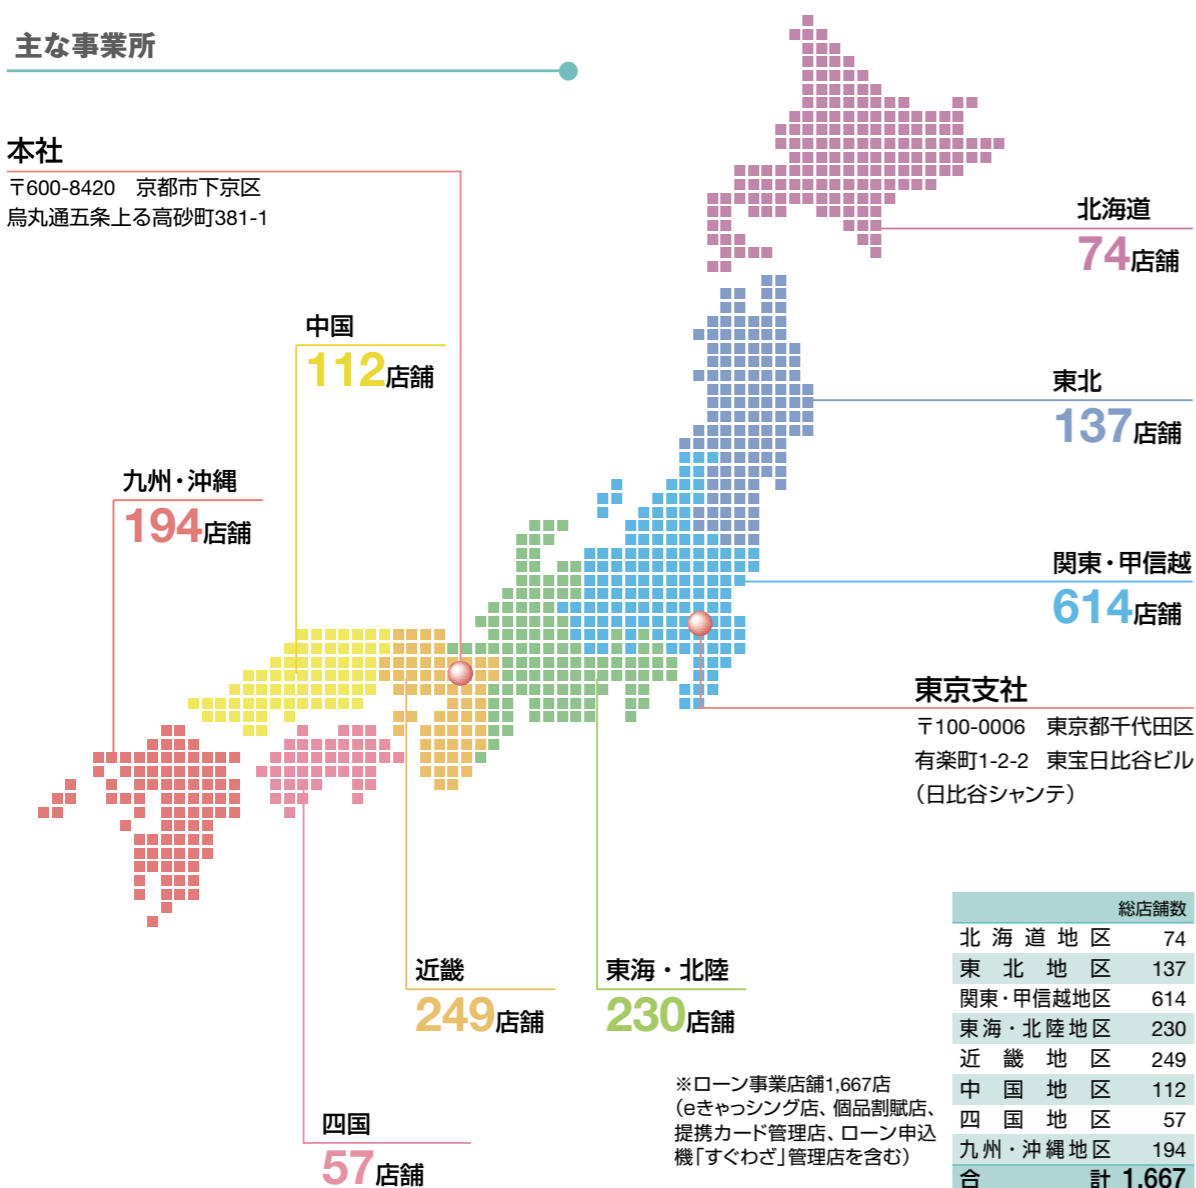 主な事業所
本社
〒600-8420　京都市下京区
烏丸通五条上る高砂町381-1
北海道
74店舗
中国
112店舗
東北
137店舗
九州・沖縄
194店舗
関東・甲信越
614店舗
東京支社
〒100-0006　東京都千代田区
有楽町1-2-2　東宝日比谷ビル
（日比谷シャンテ）
近畿
249店舗
東海・北陸
230店舗
四国
57店舗
※ローン事業店舗1,667店
（eきゃっシング店、個品割賦店、
提携カード管理店、ローン申込
機「すぐわざ」管理店を含む）
総店舗数
北海道地区 74
東北地区 137
関東・甲信越地区 614
東海・北陸地区 230
近畿地区 249
中国地区 112
四国地区 57
九州・沖縄地区 194
合計 1,667